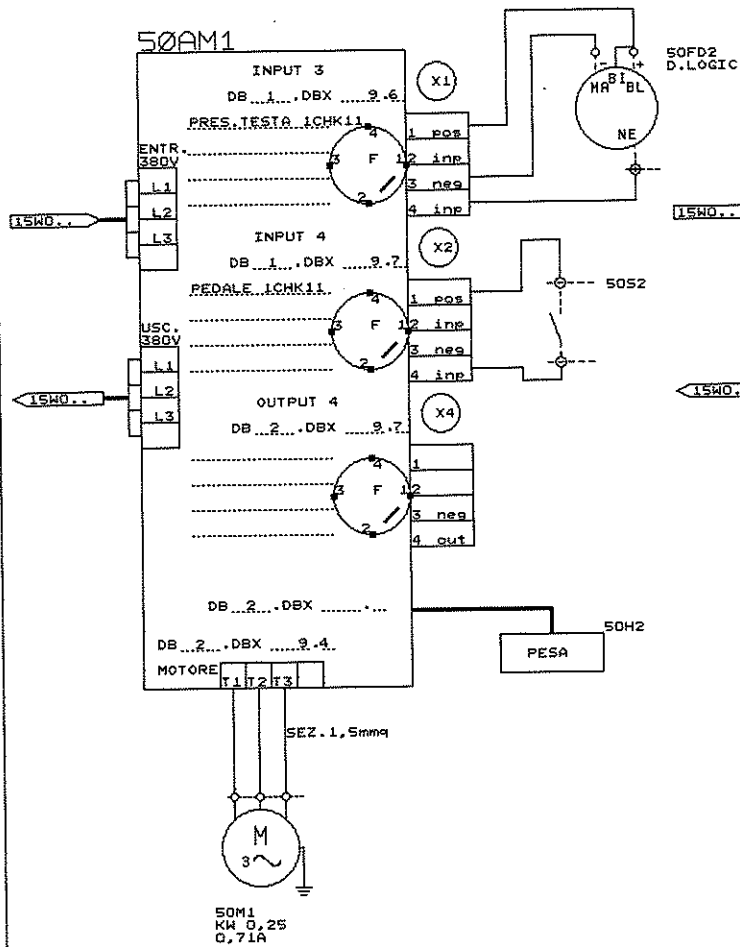 50AM1
INPUT 3
DB 1 .DBX 9.6
X1
PRES.TESTA 1CHK11
ENTR.
380V
L1
L2
L3
15W0..
4
3 F 1
2
1 pos
2 inp
3 neg
4 inp
50FD2
D.LOGIC
- +
MA BI BL
NE
15W0..
INPUT 4
DB 1 .DBX 9.7
X2
PEDALE 1CHK11
4
3 F 1
2
1 pos
2 inp
3 neg
4 inp
50S2
USC.
380V
L1
L2
L3
15W0..
15W0.
OUTPUT 4
DB 2 .DBX 9.7
X4
4
3 F 1
2
1
2
3 neg
4 out
DB 2 .DBX .
DB 2 .DBX 9.4
50H2
PESA
MOTORE T1 T2 T3
SEZ.1,5mmq
M
3~
50M1
KW 0,25
0,71A